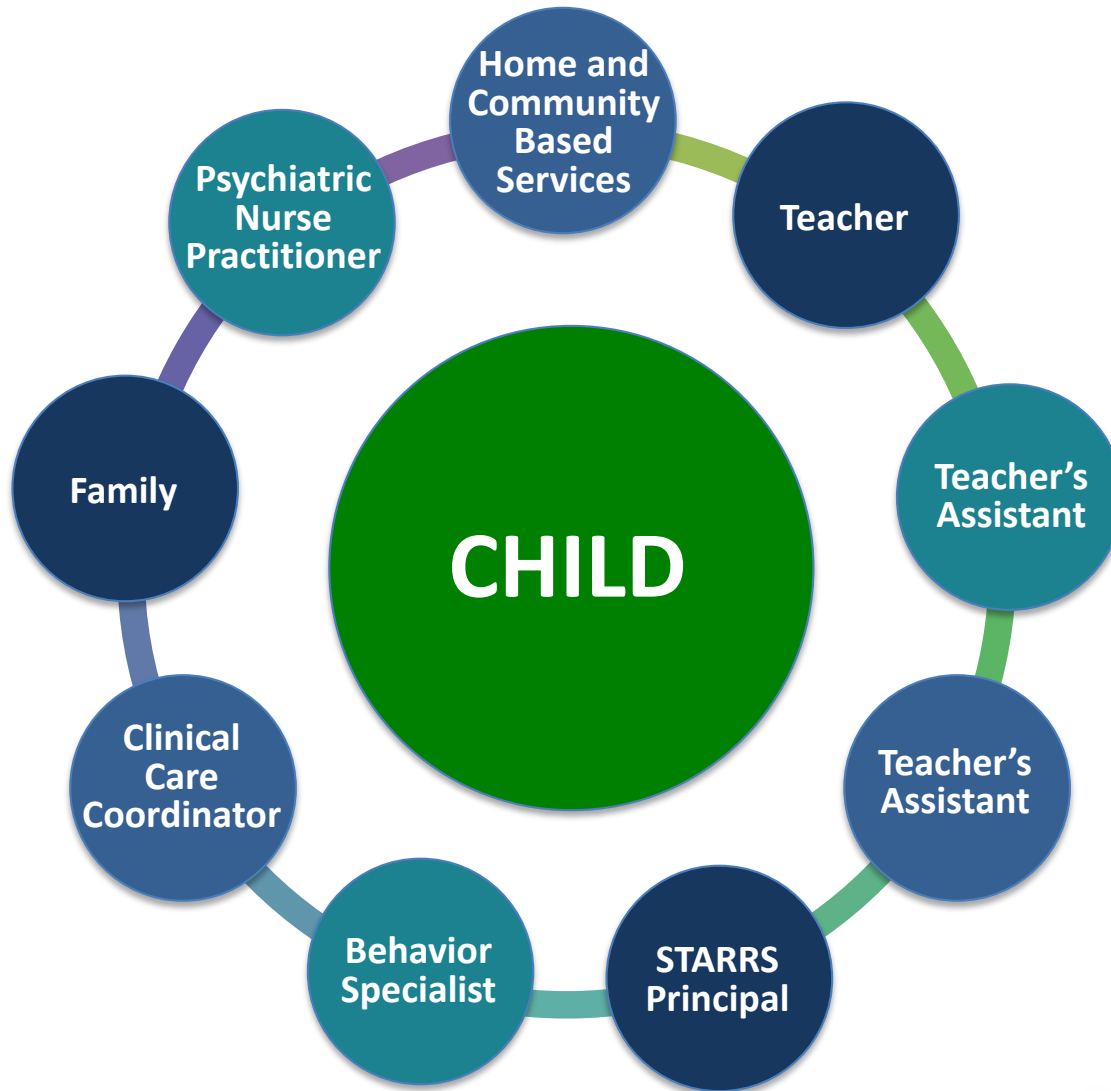 Home and
Community
Based
Services
Teacher
Teacher’s
Assistant
Teacher’s
Assistant
STARRS
Principal
Behavior
Specialist
Clinical
Care
Coordinator
Family
Psychiatric
Nurse
Practitioner
CHILD